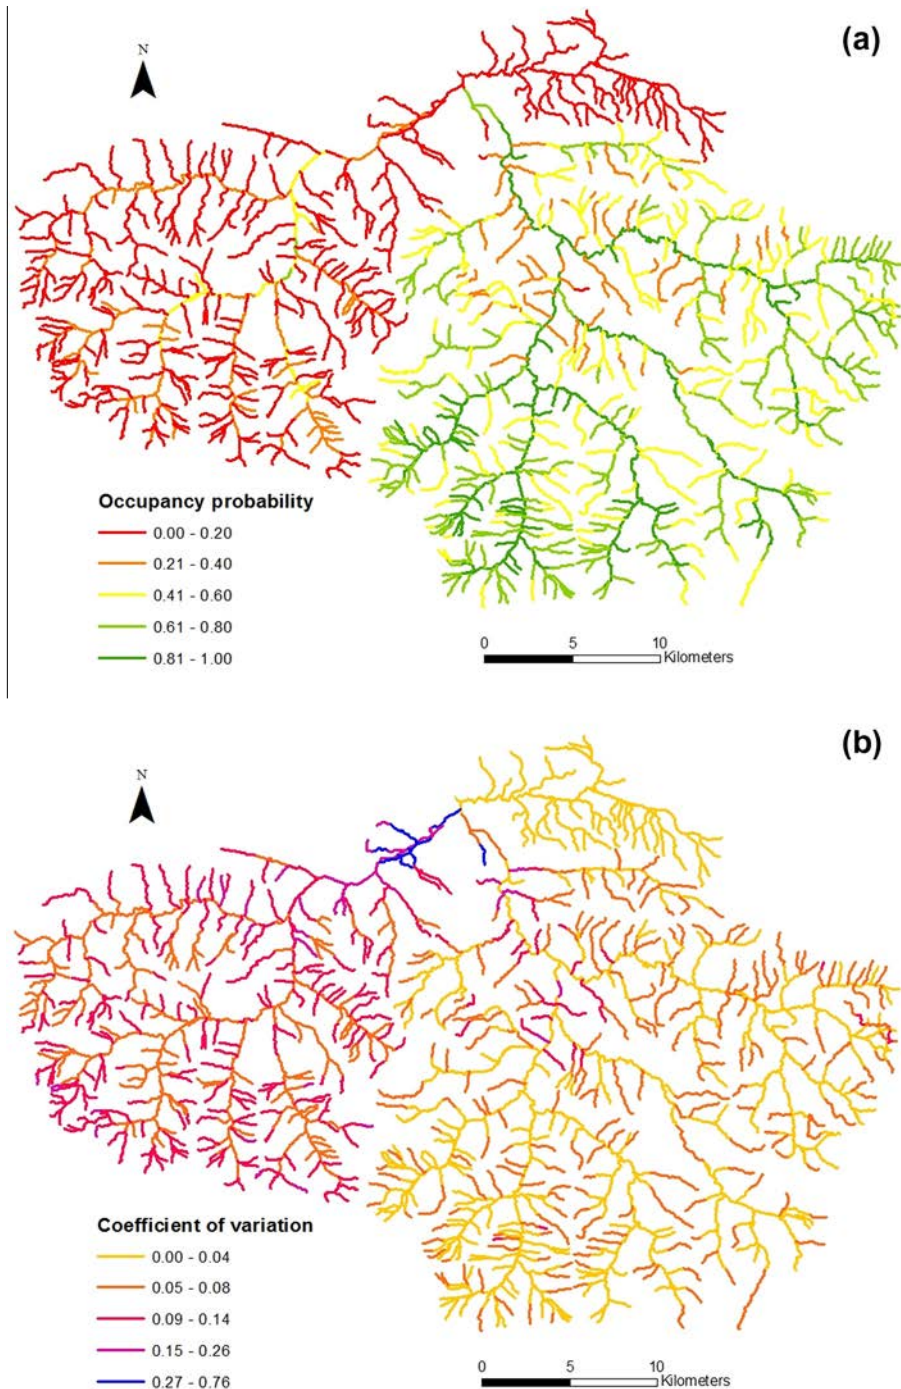 (a)
N
Occupancy probability
0.00 - 0.20
0.21 - 0.40
0.41 - 0.60
0.61 - 0.80
0.81 - 1.00
0 5 10
Kilometers
(b)
N
Coefficient of variation
0.00 - 0.04
0.05 - 0.08
0.09 - 0.14
0.15 - 0.26
0.27 - 0.76
0 5 10
Kilometers